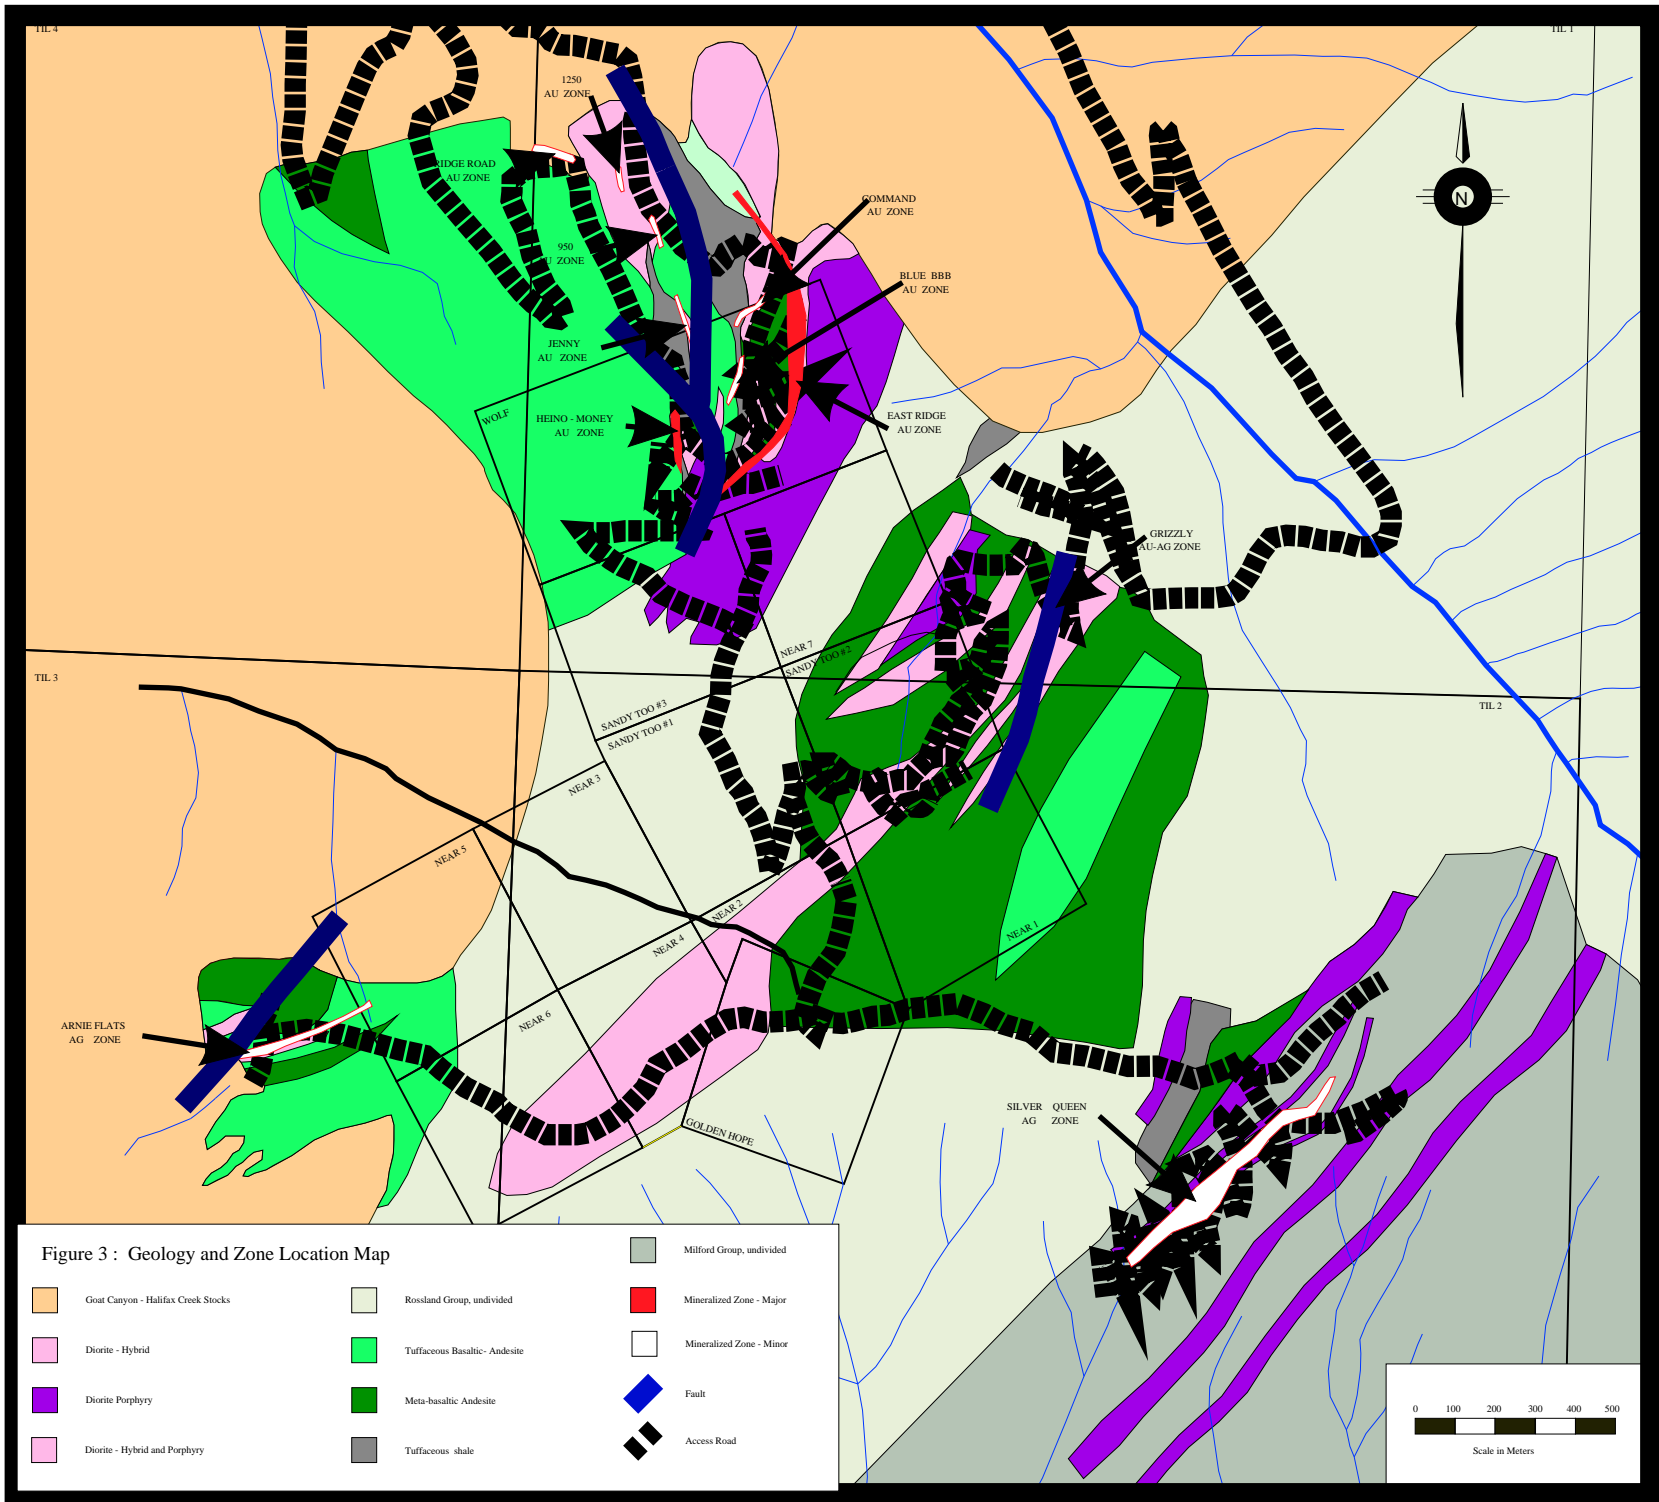 TIL 4
TIL 1
1250
AU ZONE
RIDGE ROAD
AU ZONE
COMMAND
AU ZONE
N
950
AU ZONE
BLUE BBB
AU ZONE
JENNY
AU ZONE
WOLF
HEINO - MONEY
AU ZONE
EAST RIDGE
AU ZONE
GRIZZLY
AU-AG ZONE
NEAR 7
SANDY TOO #2
TIL 3
TIL 2
SANDY TOO #3
SANDY TOO #1
NEAR 3
NEAR 5
NEAR 2
NEAR 1
NEAR 4
NEAR 6
ARNIE FLATS
AG ZONE
SILVER QUEEN
AG ZONE
GOLDEN HOPE
Figure 3 : Geology and Zone Location Map
Goat Canyon - Halifax Creek Stocks
Diorite - Hybrid
Diorite Porphyry
Diorite - Hybrid and Porphyry
Rossland Group, undivided
Tuffaceous Basaltic- Andesite
Meta-basaltic Andesite
Tuffaceous shale
Milford Group, undivided
Mineralized Zone - Major
Mineralized Zone - Minor
Fault
Access Road
0 100 200 300 400 500
Scale in Meters